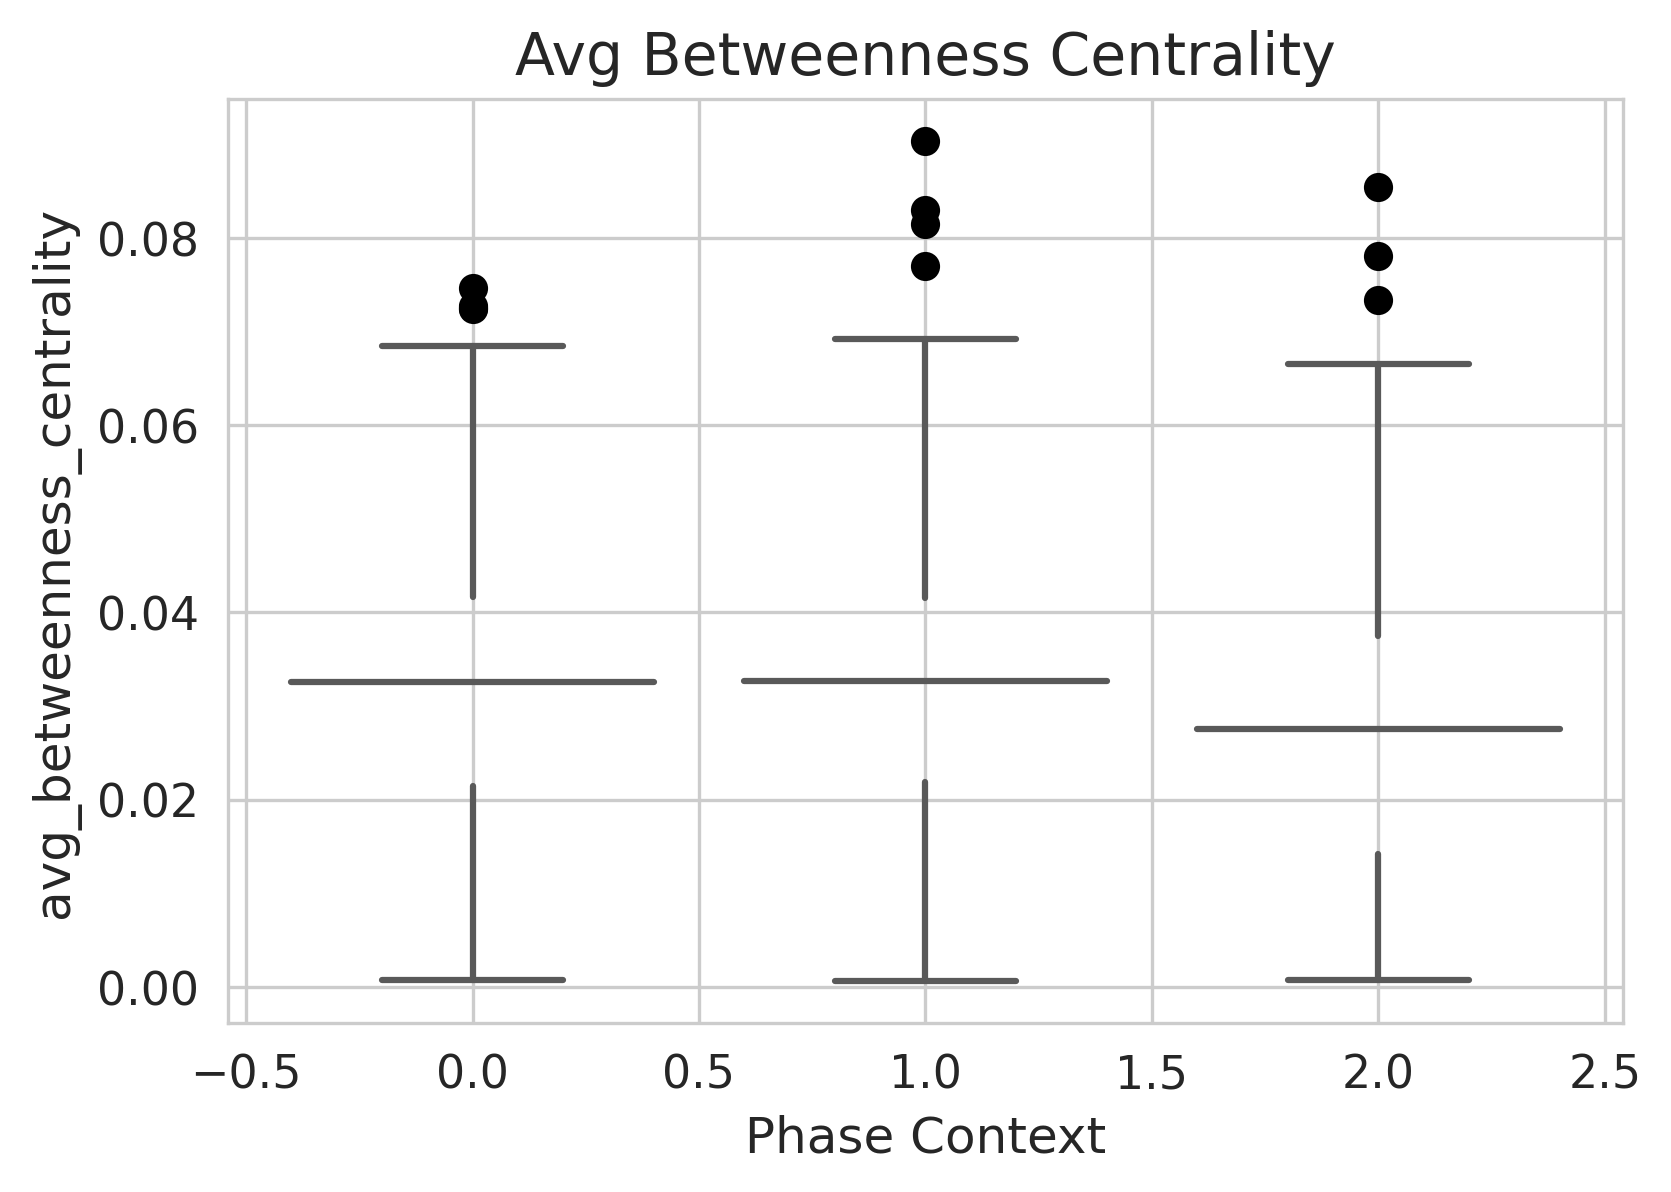 Avg Betweenness Centrality
avg_betweenness_centrality
0.08
0.06
0.04
0.02
0.00
−0.5 0.0 0.5 1.0 1.5 2.0 2.5
Phase Context